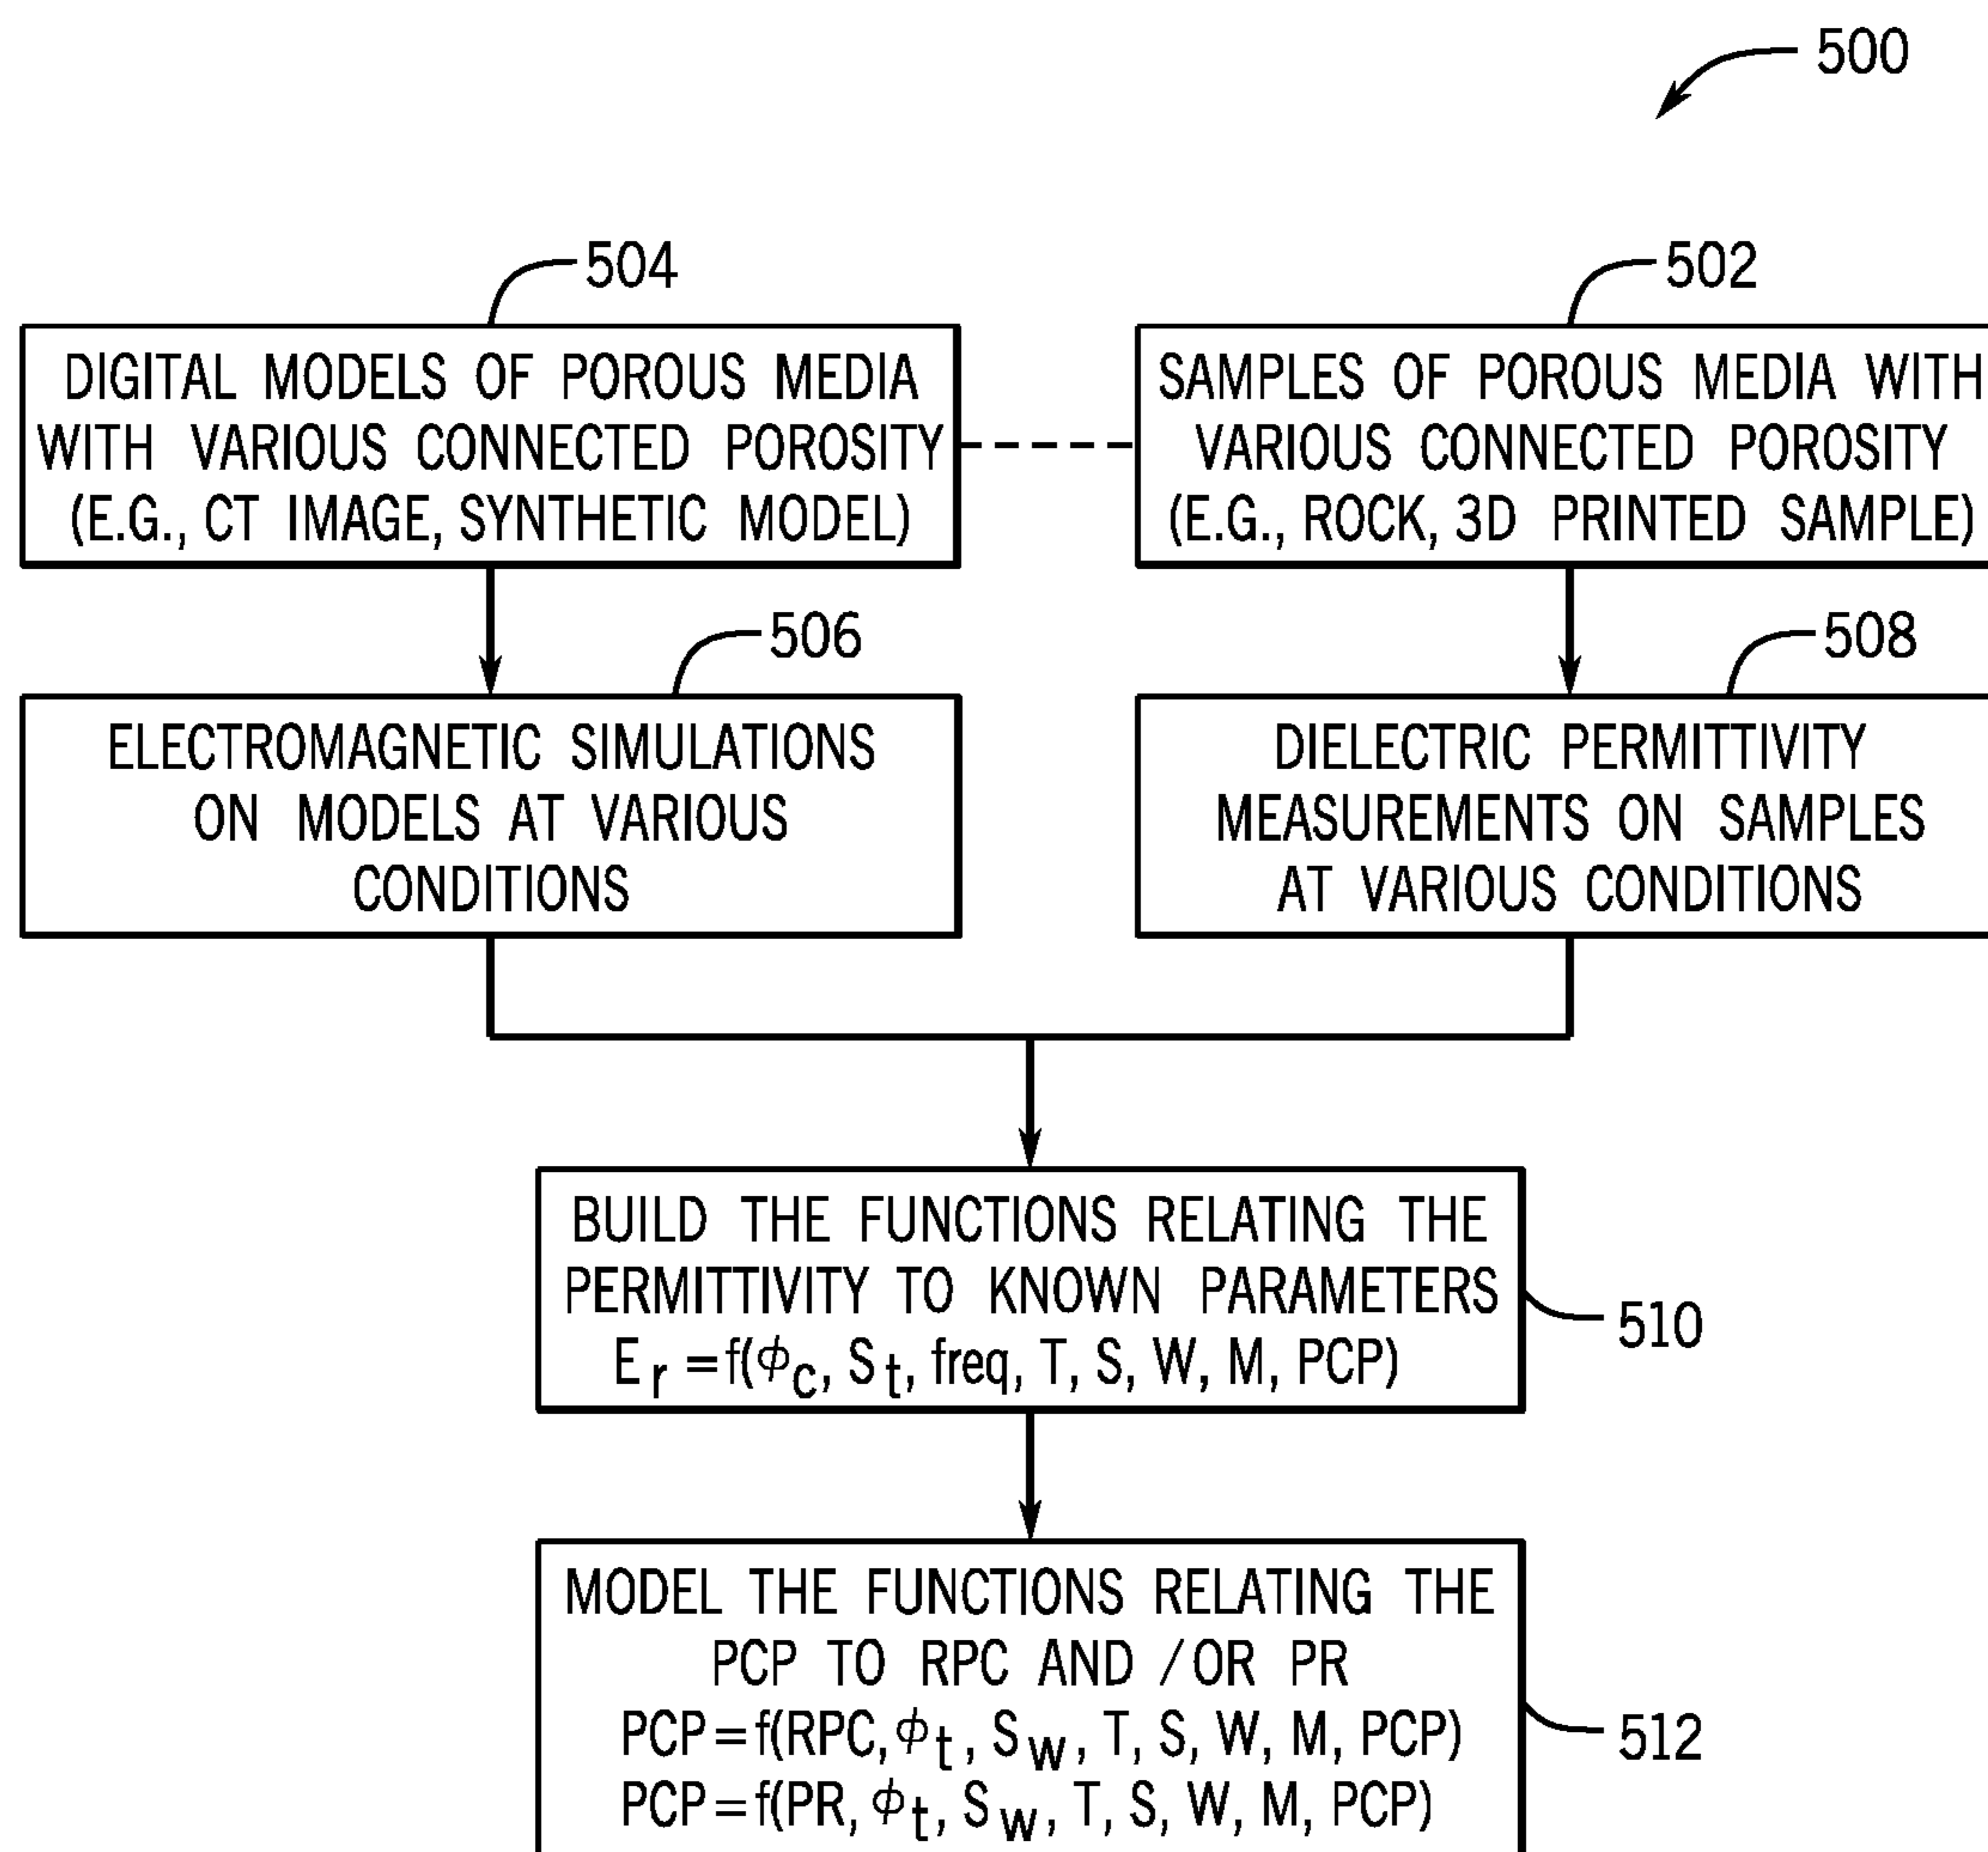 500
504
DIGITAL MODELS OF POROUS MEDIA
WITH VARIOUS CONNECTED POROSITY
(E.G., CT IMAGE, SYNTHETIC MODEL)
502
SAMPLES OF POROUS MEDIA WITH
VARIOUS CONNECTED POROSITY
(E.G., ROCK, 3D PRINTED SAMPLE)
506
ELECTROMAGNETIC SIMULATIONS
ON MODELS AT VARIOUS
CONDITIONS
508
DIELECTRIC PERMITTIVITY
MEASUREMENTS ON SAMPLES
AT VARIOUS CONDITIONS
BUILD THE FUNCTIONS RELATING THE
PERMITTIVITY TO KNOWN PARAMETERS
E r =f(ϕc, S t, freq, T, S, W, M, PCP)
510
MODEL THE FUNCTIONS RELATING THE
PCP TO RPC AND /OR PR
PCP=f(RPC, ϕt, S w, T, S, W, M, PCP)
PCP=f(PR, ϕt, S w, T, S, W, M, PCP)
512